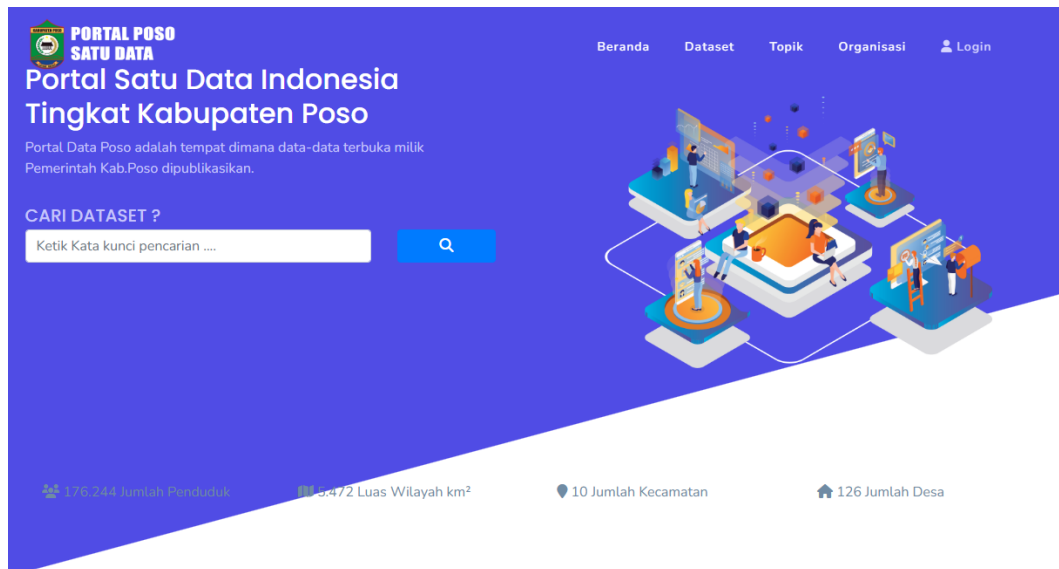 PORTAL POSO
SATU DATA
Beranda Dataset Topik Organisasi Login
Portal Satu Data Indonesia
Tingkat Kabupaten Poso
Portal Data Poso adalah tempat dimana data-data terbuka milik
Pemerintah Kab.Poso dipublikasikan.
CARI DATASET ?
Ketik Kata kunci pencarian ....
176.244 Jumlah Penduduk
5.472 Luas Wilayah km²
10 Jumlah Kecamatan
126 Jumlah Desa